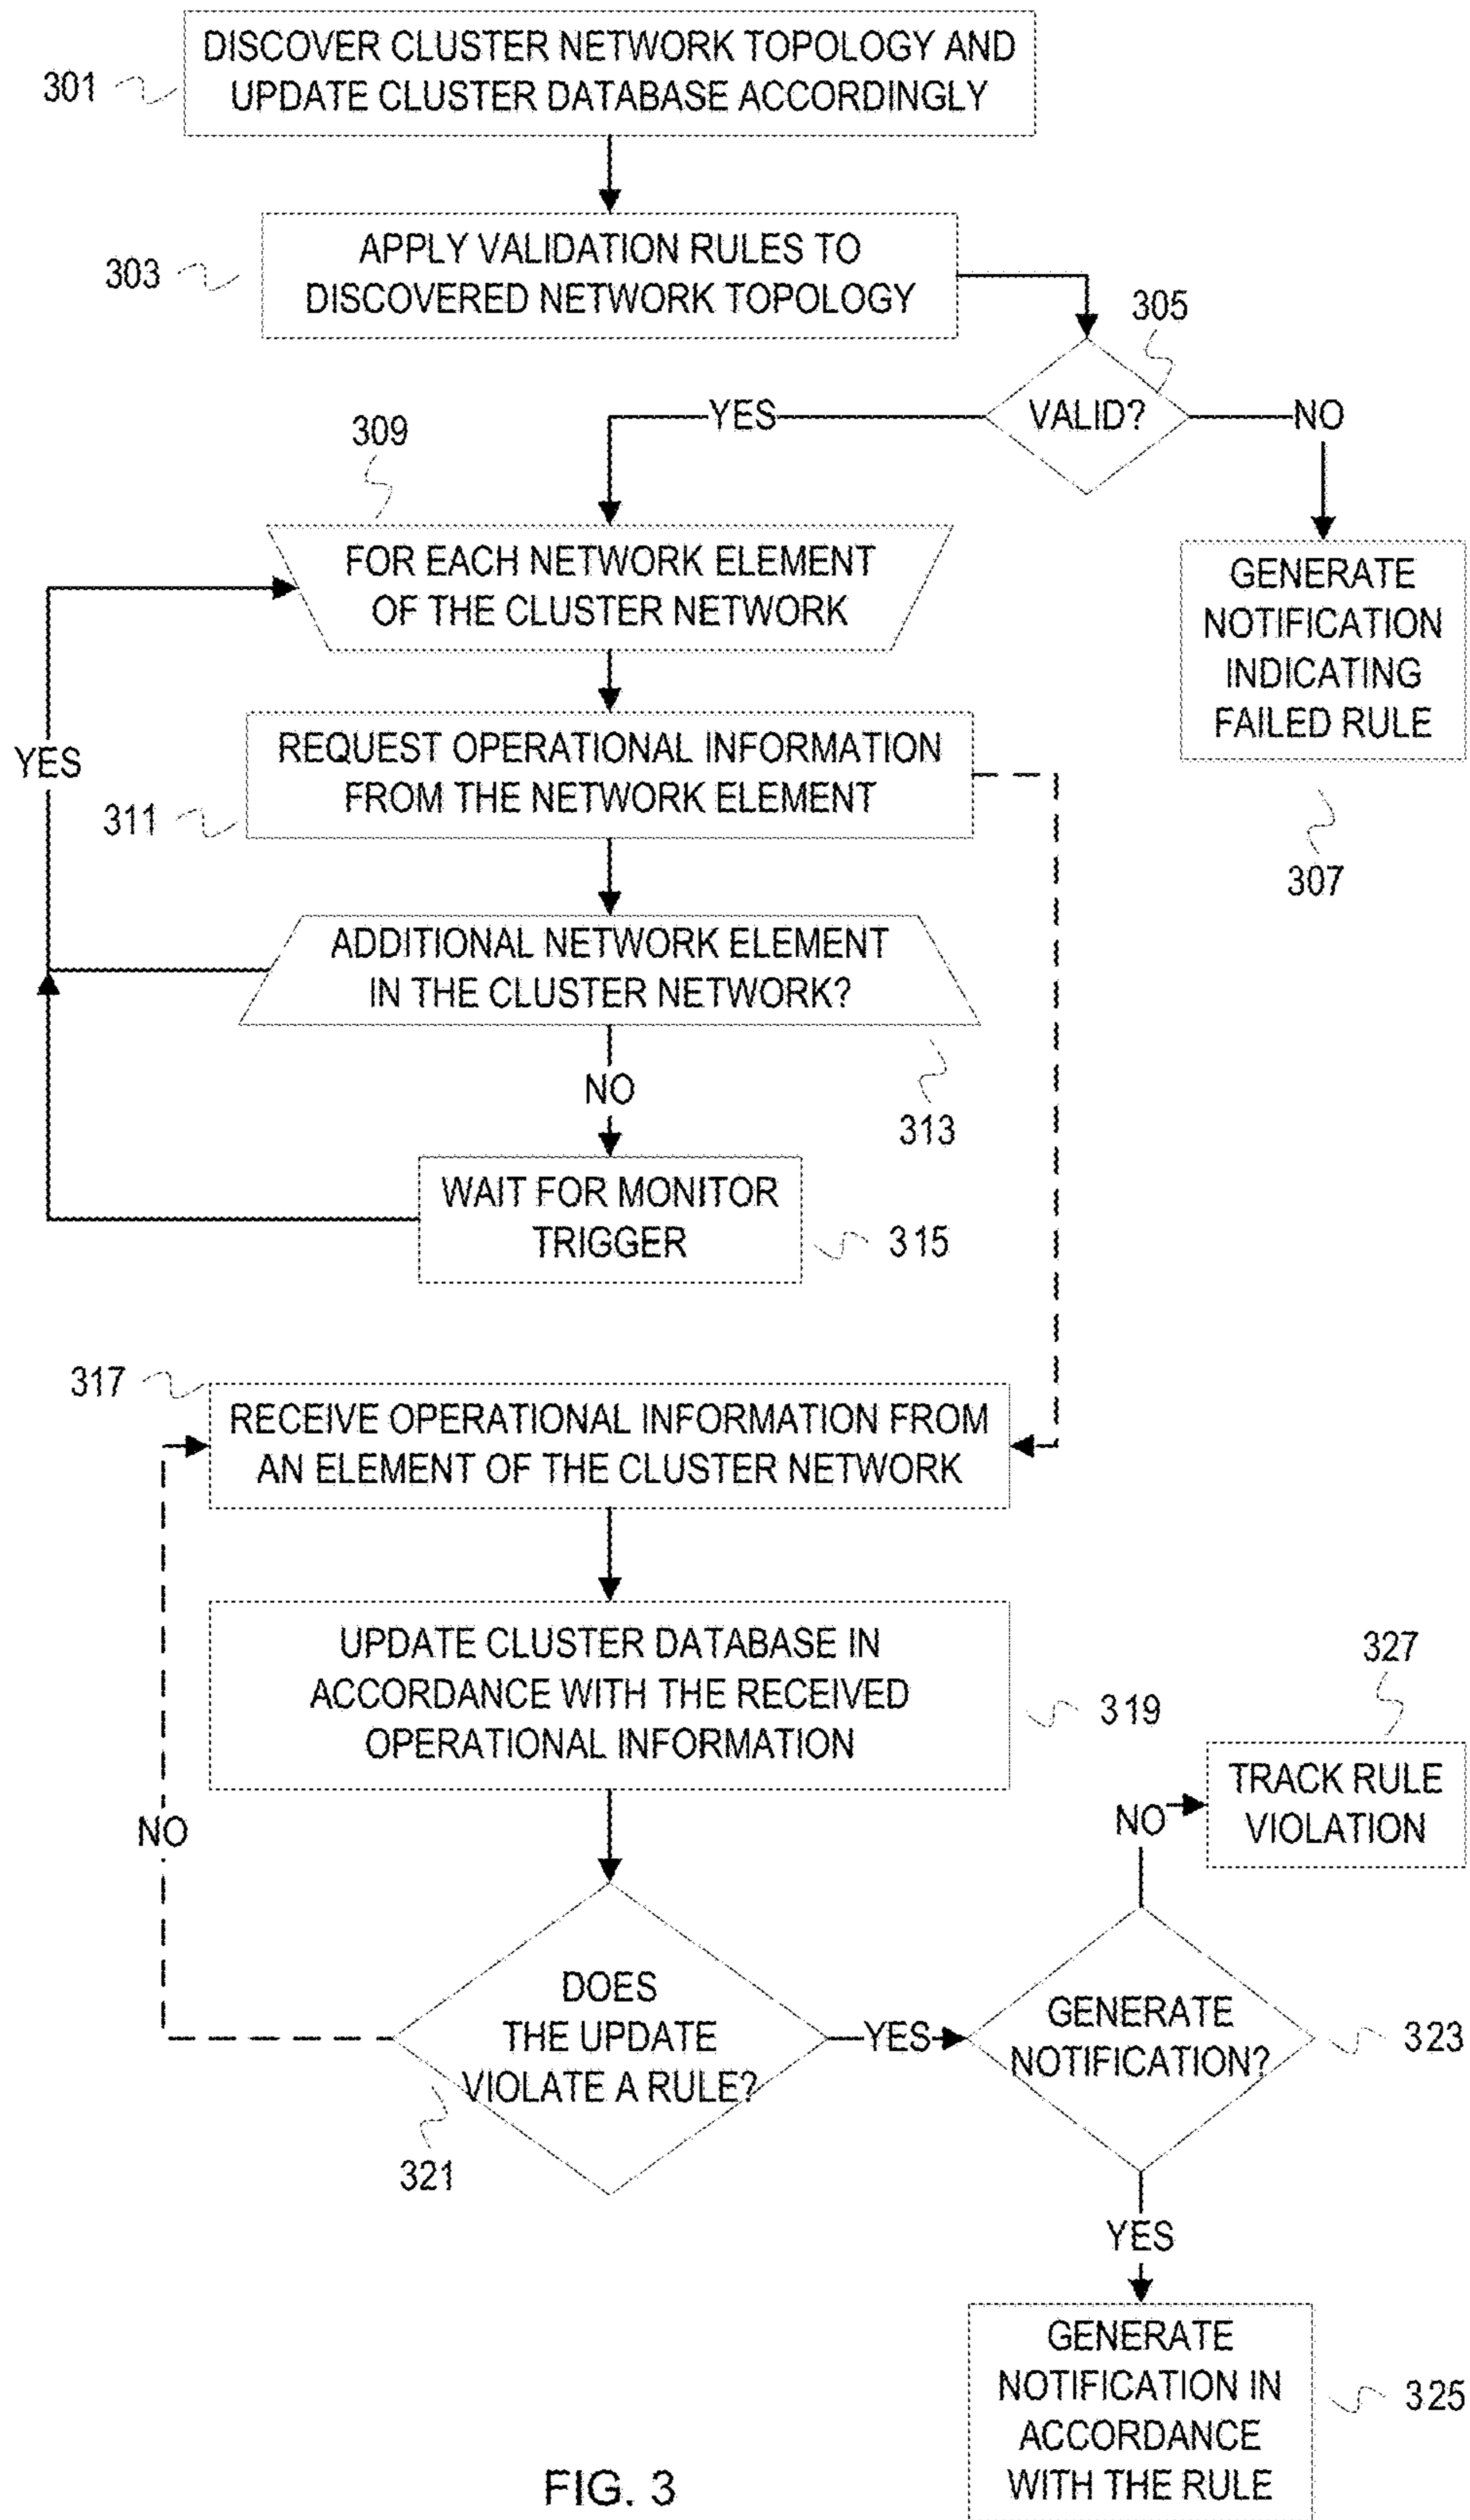 DISCOVER CLUSTER NETWORK TOPOLOGY AND
UPDATE CLUSTER DATABASE ACCORDINGLY
301
APPLY VALIDATION RULES TO
DISCOVERED NETWORK TOPOLOGY
303
305
VALID?
YES
NO
309
FOR EACH NETWORK ELEMENT
OF THE CLUSTER NETWORK
GENERATE
NOTIFICATION
INDICATING
FAILED RULE
307
YES
REQUEST OPERATIONAL INFORMATION
FROM THE NETWORK ELEMENT
311
ADDITIONAL NETWORK ELEMENT
IN THE CLUSTER NETWORK?
313
NO
WAIT FOR MONITOR
TRIGGER
315
317
RECEIVE OPERATIONAL INFORMATION FROM
AN ELEMENT OF THE CLUSTER NETWORK
UPDATE CLUSTER DATABASE IN
ACCORDANCE WITH THE RECEIVED
OPERATIONAL INFORMATION
319
327
TRACK RULE
VIOLATION
NO
NO
DOES
THE UPDATE
VIOLATE A RULE?
321
YES
GENERATE
NOTIFICATION?
323
YES
GENERATE
NOTIFICATION IN
ACCORDANCE
WITH THE RULE
325
FIG. 3